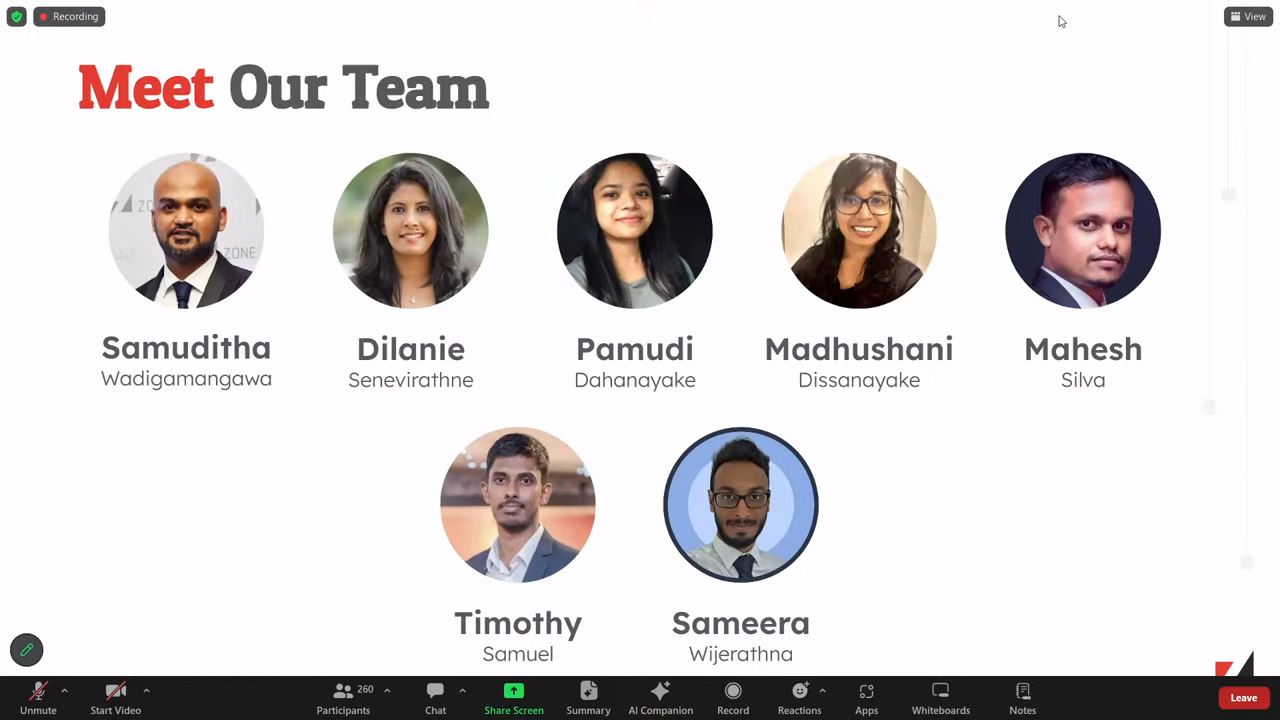 Recording
View
Meet Our Team
ZONE
Samuditha
Wadigamangawa
Dilanie
Senevirathne
Pamudi
Dahanayake
Madhushani
Dissanayake
Mahesh
Silva
Timothy
Samuel
Sameera
Wijerathna
Unmute
Start Video
260
Participants
Chat
Share Screen
Summary
AI Companion
Record
Reactions
Apps
Whiteboards
Notes
Leave